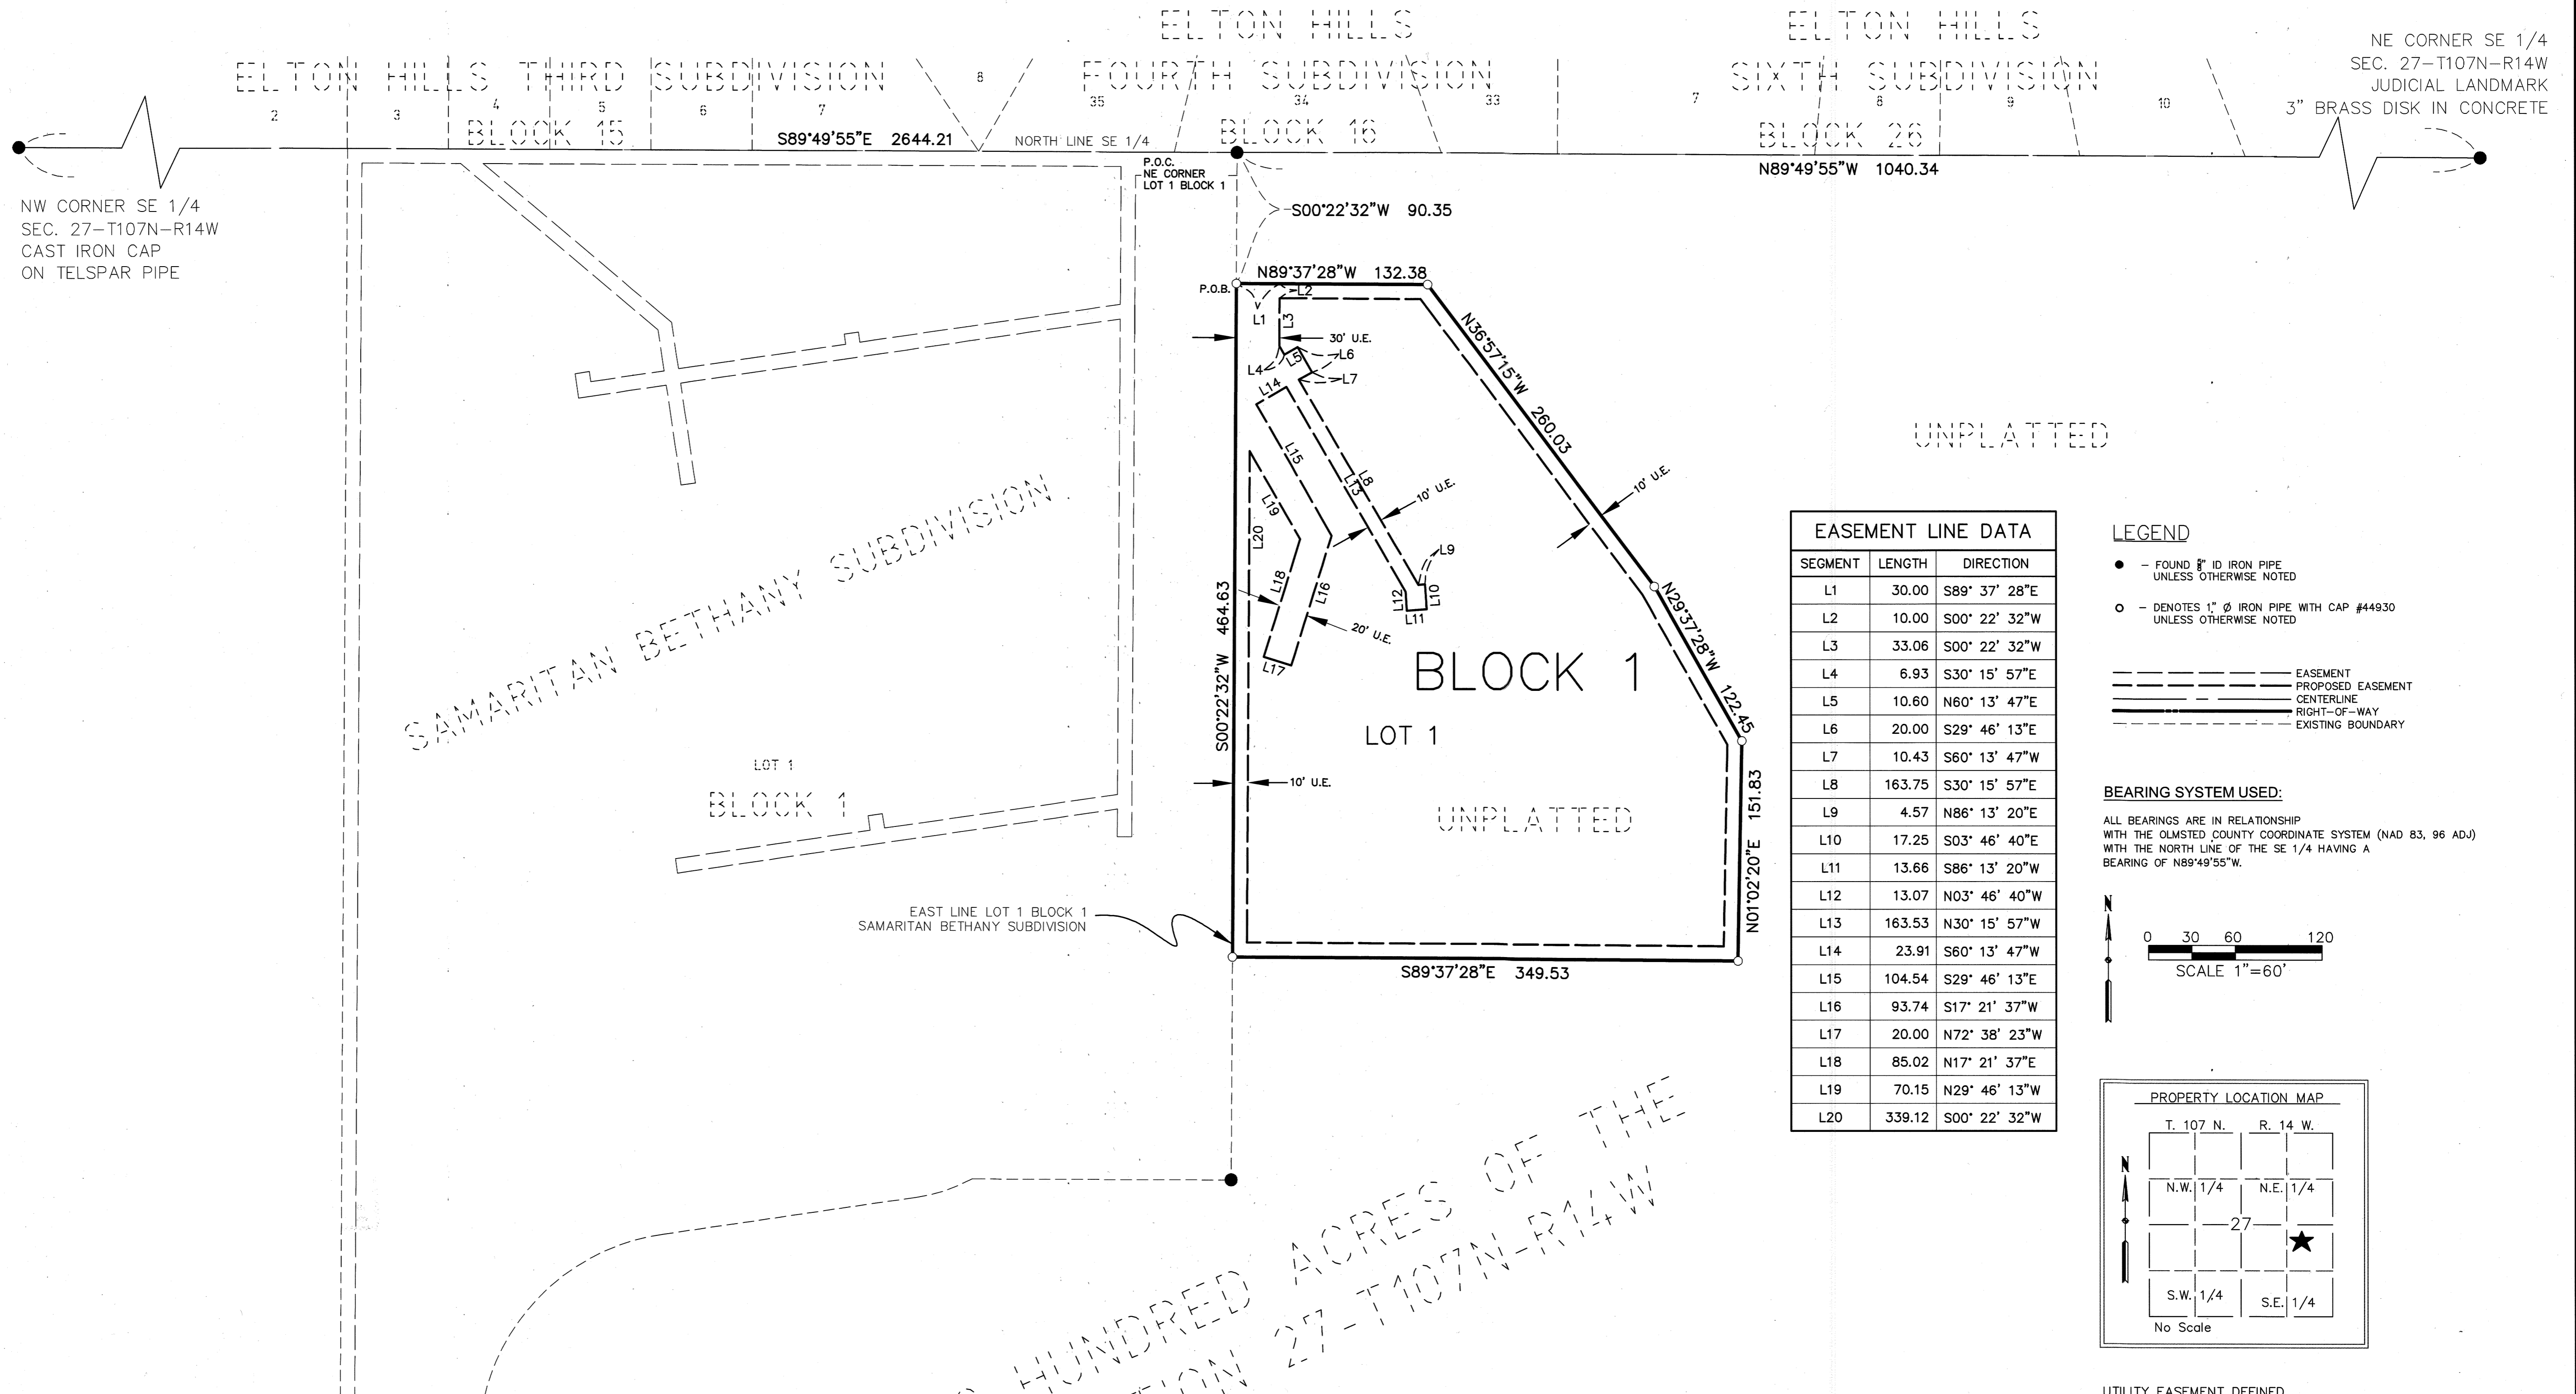 ELTON HILLS
ELTON HILLS
NE CORNER SE 1/4
SEC. 27-T107N-R14W
JUDICIAL LANDMARK
3" BRASS DISK IN CONCRETE
ELTON HILLS THIRD SUBDIVISION
8
FOURTH SUBDIVISION
SIXTH SUBDIVISION
2
3
4
5
6
7
35
34
33
7
8
9
10
BLOCK 15
S89°49'55"E 2644.21
NORTH LINE SE 1/4
BLOCK 16
BLOCK 26
N89°49'55"W 1040.34
P.O.C.
NE CORNER
LOT 1 BLOCK 1
NW CORNER SE 1/4
SEC. 27-T107N-R14W
CAST IRON CAP
ON TELSPAR PIPE
S00°22'32"W 90.35
N89°37'28"W 132.38
P.O.B.
L2
L1
L3
30' U.E.
L5
L6
L4
L7
L14
N36°57'15"W 260.03
10' U.E.
UNPLATTED
L15
L13
L8
10' U.E.
L19
L20
L9
L18
L16
L12
L10
L11
L17
20' U.E.
N29°37'28"W 122.45
SAMARITAN BETHANY SUBDIVISION
S00°22'32"W 464.63
BLOCK 1
LOT 1
LOT 1
BLOCK 1
10' U.E.
UNPLATTED
N01°02'20"E 151.83
EAST LINE LOT 1 BLOCK 1
SAMARITAN BETHANY SUBDIVISION
S89°37'28"E 349.53
EASEMENT LINE DATA
SEGMENT LENGTH DIRECTION
L1 30.00 S89° 37' 28"E
L2 10.00 S00° 22' 32"W
L3 33.06 S00° 22' 32"W
L4 6.93 S30° 15' 57"E
L5 10.60 N60° 13' 47"E
L6 20.00 S29° 46' 13"E
L7 10.43 S60° 13' 47"W
L8 163.75 S30° 15' 57"E
L9 4.57 N86° 13' 20"E
L10 17.25 S03° 46' 40"E
L11 13.66 S86° 13' 20"W
L12 13.07 N03° 46' 40"W
L13 163.53 N30° 15' 57"W
L14 23.91 S60° 13' 47"W
L15 104.54 S29° 46' 13"E
L16 93.74 S17° 21' 37"W
L17 20.00 N72° 38' 23"W
L18 85.02 N17° 21' 37"E
L19 70.15 N29° 46' 13"W
L20 339.12 S00° 22' 32"W
LEGEND
- FOUND ID IRON PIPE
UNLESS OTHERWISE NOTED
- DENOTES 1" Ø IRON PIPE WITH CAP #44930
UNLESS OTHERWISE NOTED
EASEMENT
PROPOSED EASEMENT
CENTERLINE
RIGHT-OF-WAY
EXISTING BOUNDARY
BEARING SYSTEM USED:
ALL BEARINGS ARE IN RELATIONSHIP
WITH THE OLMSTED COUNTY COORDINATE SYSTEM (NAD 83, 96 ADJ)
WITH THE NORTH LINE OF THE SE 1/4 HAVING A
BEARING OF N89°49'55"W.
N
0 30 60 120
SCALE 1"=60'
PROPERTY LOCATION MAP
T. 107 N. R. 14 W.
N
N.W. 1/4 N.E. 1/4
27
S.W. 1/4 S.E. 1/4
No Scale
HUNDRED ACRES OF THE
27-T107N-R14W
UTILITY EASEMENT DEFINED